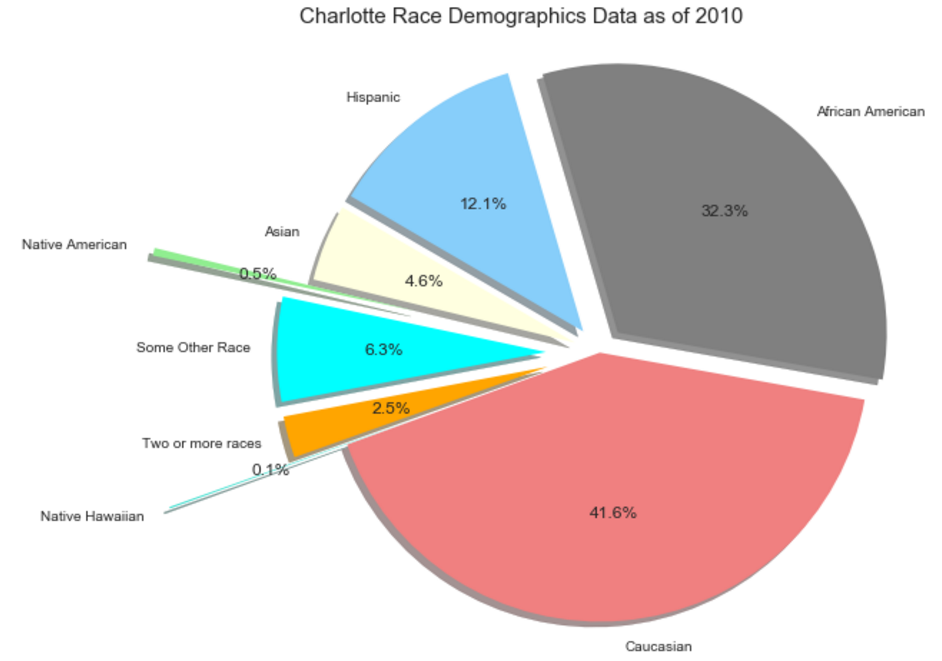 Charlotte Race Demographics Data as of 2010
Hispanic
African American
12.1%
32.3%
Asian
Native American
0.5%
4.6%
Some Other Race
6.3%
2.5%
Two or more races
0.1%
Native Hawaiian
41.6%
Caucasian